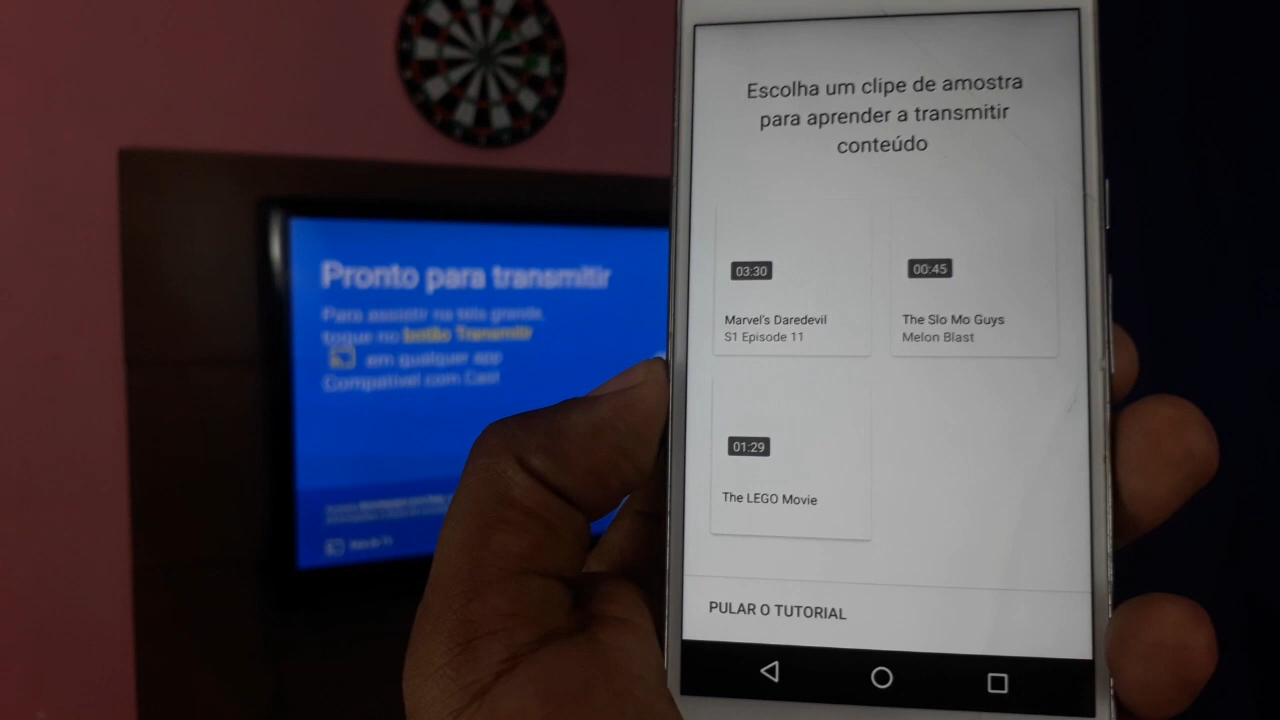 Escolha um clipe de amostra
para aprender a transmitir
conteúdo
03:30
Marvel's Daredevil
S1 Episode 11
00:45
The Slo Mo Guys
Melon Blast
01:29
The LEGO Movie
PULAR O TUTORIAL
Pronto para transmitir
Para assistir na tela grande,
toque no botão Transmitir
em qualquer app
Compatível com Cast